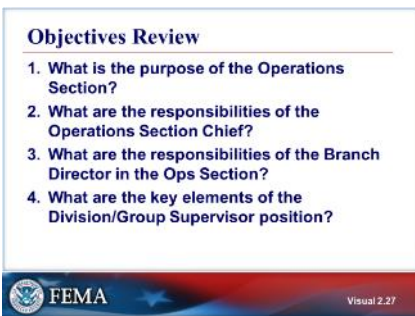 Objectives Review
1. What is the purpose of the Operations
Section?
2. What are the responsibilities of the
Operations Section Chief?
3. What are the responsibilities of the Branch
Director in the Ops Section?
4. What are the key elements of the
Division/Group Supervisor position?
FEMA
Visual 2.27